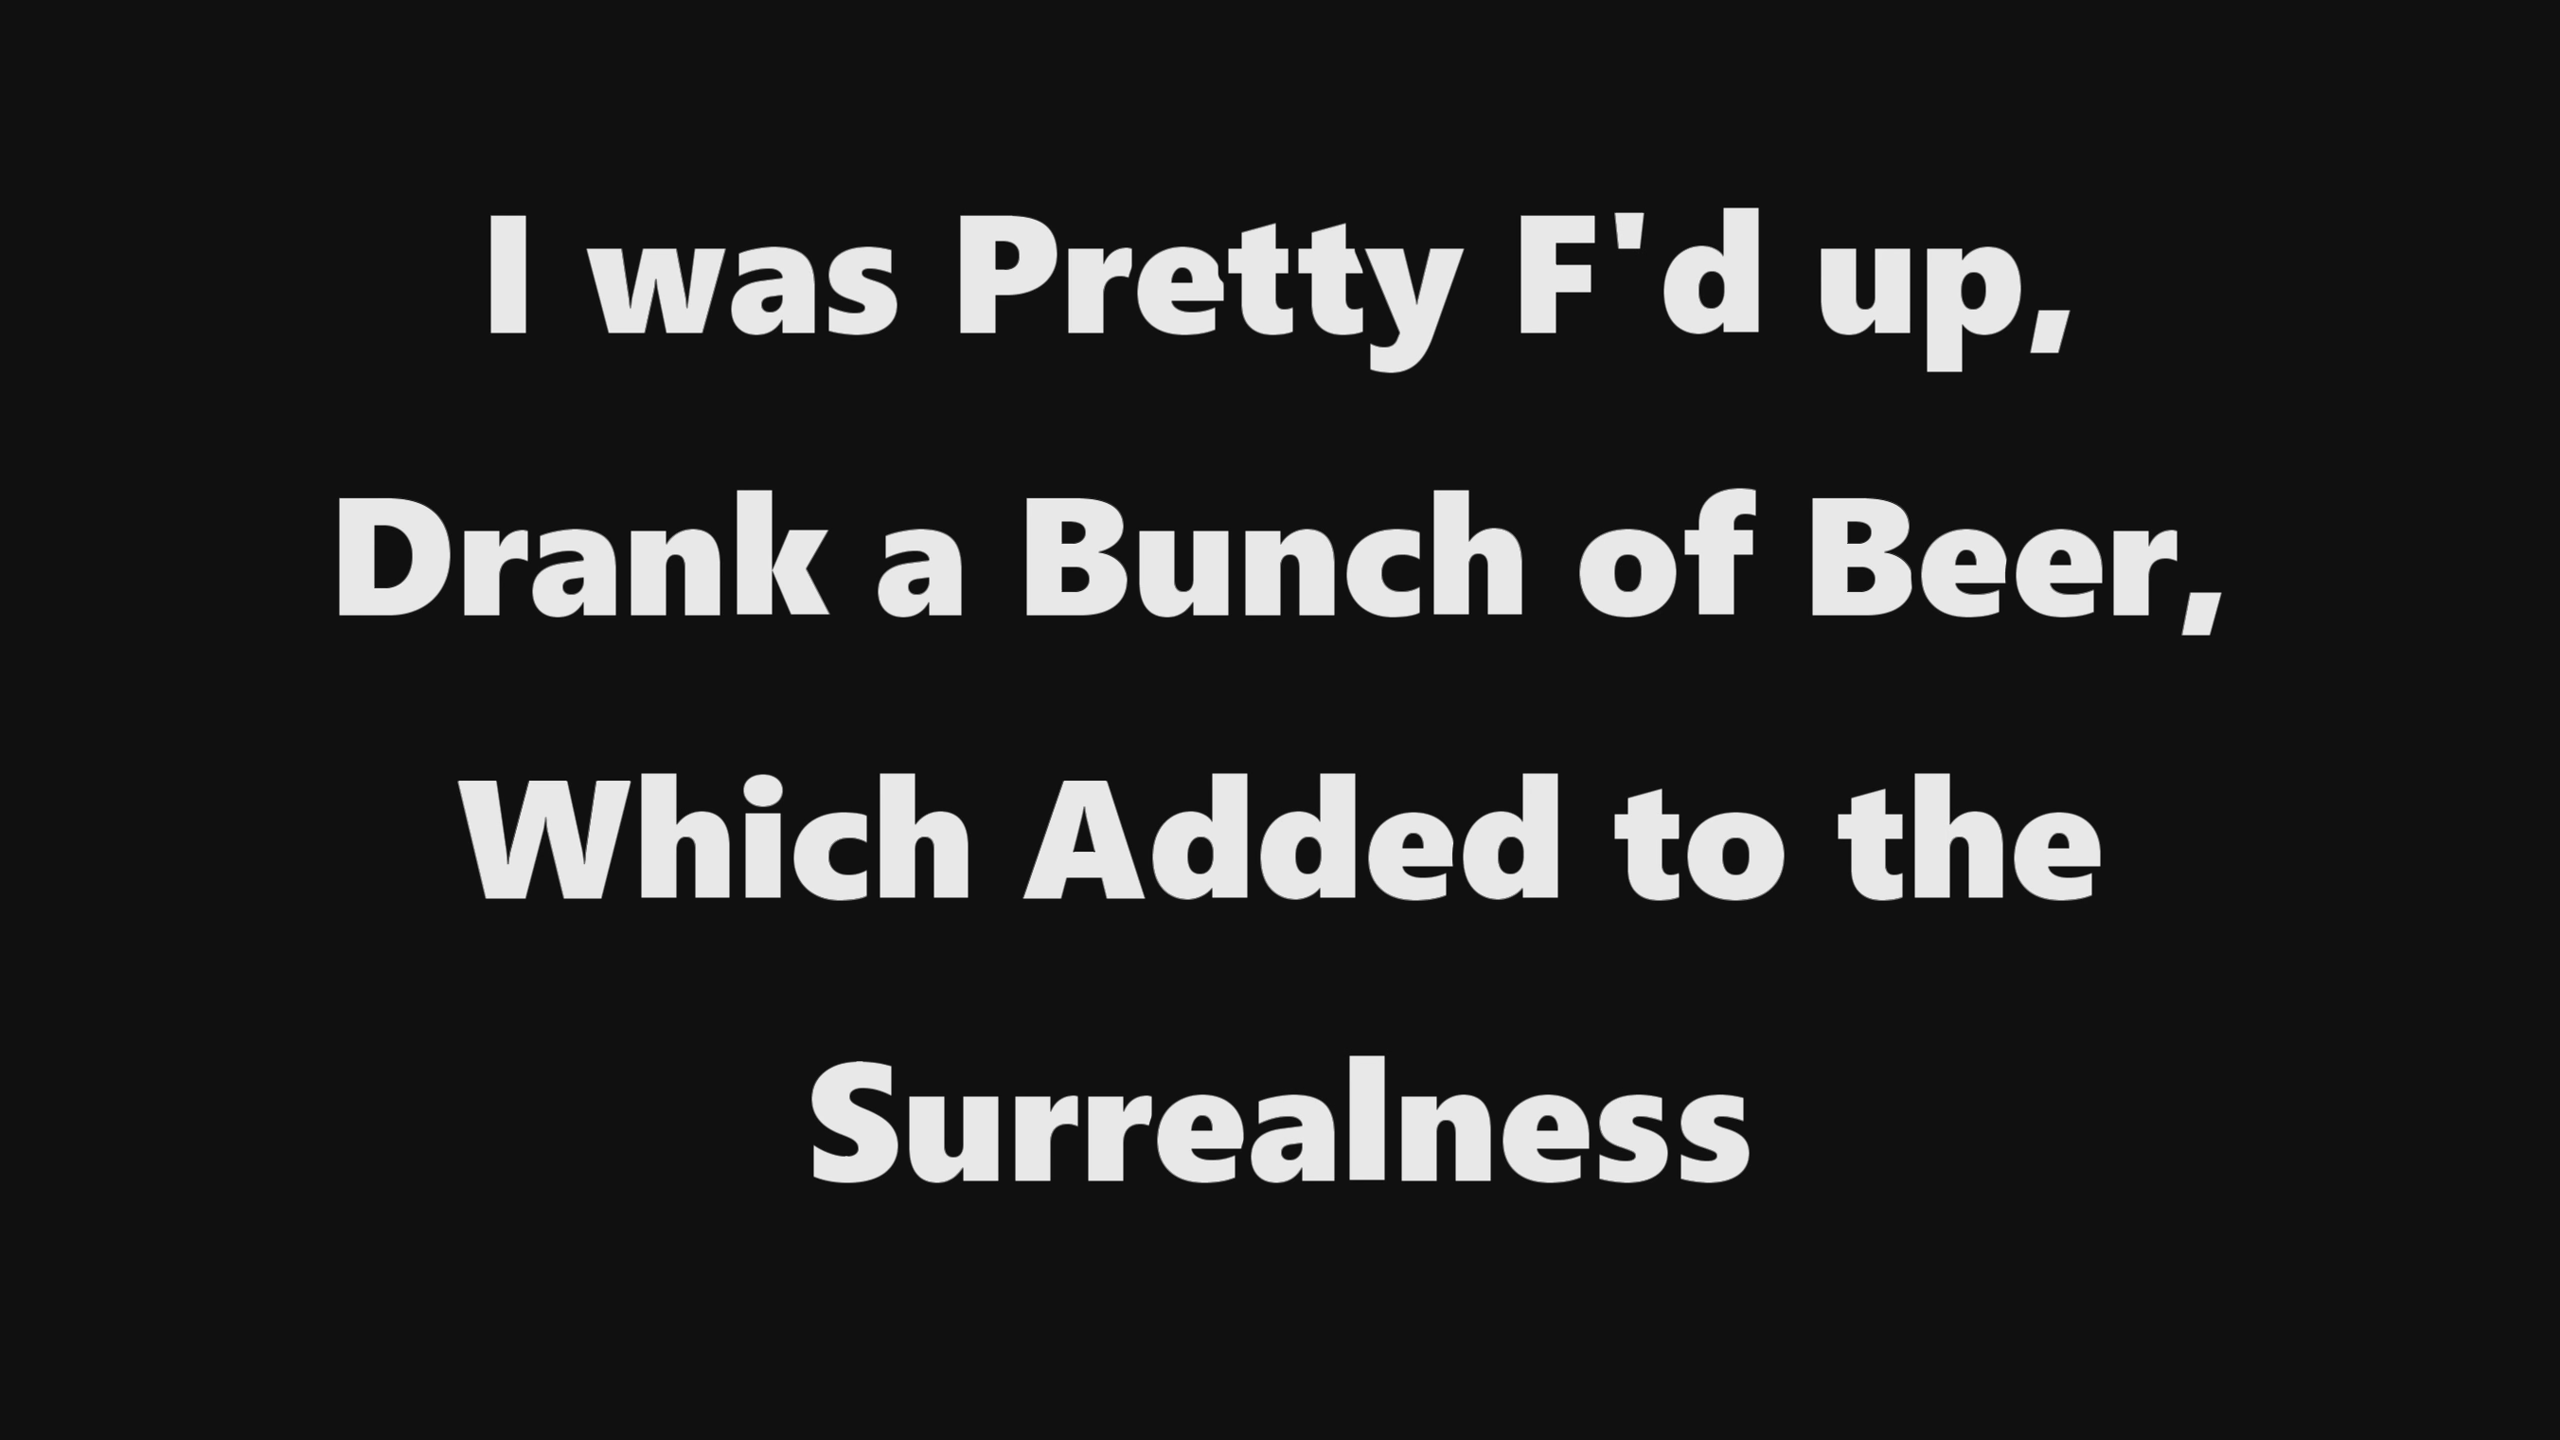 I was Pretty F'd up,
Drank a Bunch of Beer,
Which Added to the
Surrealness